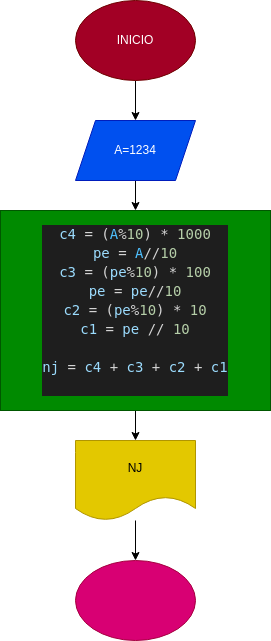 INICIO
A=1234
c4 = (A%10) * 1000
pe = A//10
c3 = (pe%10) * 100
pe = pe//10
c2 = (pe%10) * 10
c1 = pe // 10
nj = c4 + c3 + c2 + c1
NJ